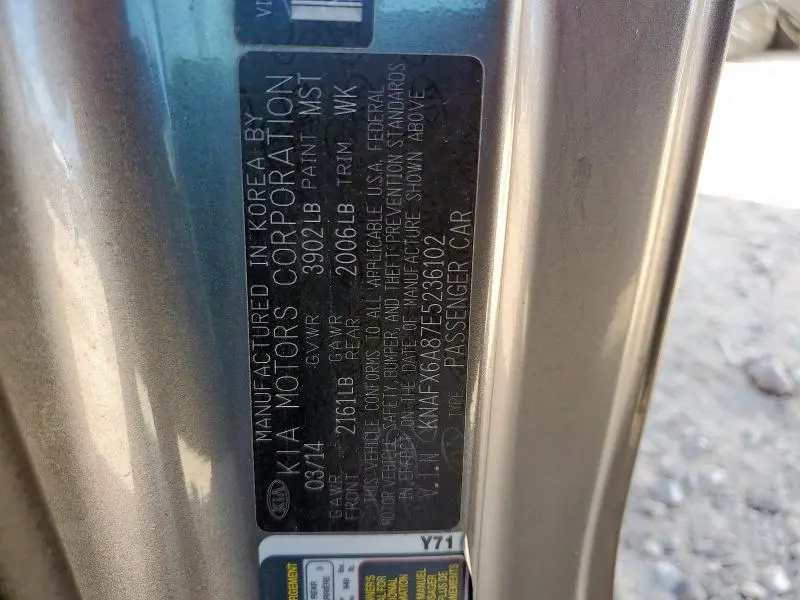 VI
MANUFACTURED IN KOREA BY
KIA MOTORS CORPORATION
KIA
03/14 GVWR 3902LB PAINT MST
GAWR GAWR
FRONT 2161LB REAR 2006LB TRIM WK
THIS VEHICLE CONFORMS TO ALL APPLICABLE U.S.A. FEDERAL
MOTOR VEHICLE SAFETY, BUMPER, AND THEFT PREVENTION STANDARDS
IN EFFECT ON THE DATE OF MANUFACTURE SHOWN ABOVE
V.I.N KNAFX6A87E5236102
TYPE: PASSENGER CAR
Y71